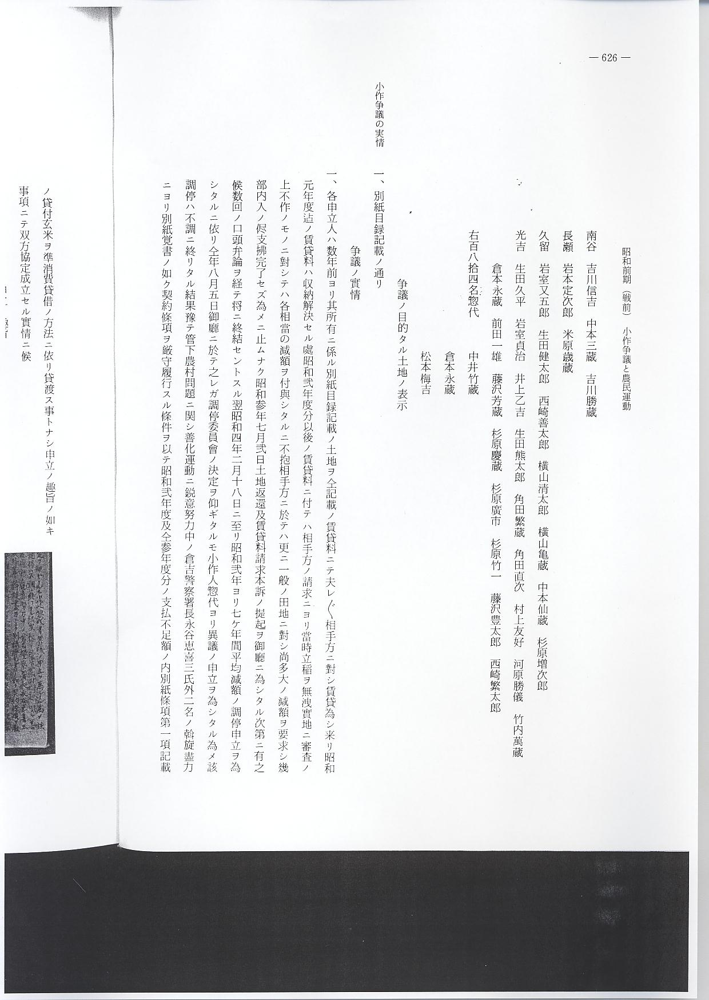 ― 626 ―
昭和前期（戦前）　小作争議と農民運動
南谷　吉川信吉　中本三蔵　吉川勝蔵
長瀬　岩本定次郎　米原歳蔵
久留　岩室又五郎　生田健太郎　西崎善太郎　横山清太郎　横山亀蔵　中本仙蔵　杉原増次郎
光吉　生田久平　岩室貞治　井上乙吉　生田熊太郎　角田繁蔵　角田直次　村上友好　河原勝儀　竹内萬蔵
倉本永蔵　前田一雄　藤沢芳蔵　杉原慶蔵　杉原廣市　杉原竹一　藤沢豊太郎　西崎繁太郎
右百八拾四名惣代　中井竹蔵
倉本永蔵
松本梅吉
争議ノ目的タル土地ノ表示
小作争議の実情
一、別紙目録記載ノ通リ
争議ノ實情
一、各申立人ハ数年前ヨリ其所有ニ係ル別紙目録記載ノ土地ヲ仝記載ノ賃貸料ニテ夫レ〱相手方ニ對シ賃貸為シ来リ昭和
元年度迠ノ賃貸料ハ収納解決セル處昭和弐年度分以後ノ賃貸料ニ付テハ相手方ノ請求ニヨリ當時立稲ヲ無洩實地ニ審査ノ
上不作ノモノニ對シテハ各相當の減額ヲ付與シタルニ不抱相手方ニ於テハ更ニ一般ノ田地ニ對シ尚多大ノ減額ヲ要求シ幾
部内入ノ侭支拂完了セズ為メニ止ムナク昭和参年七月弐日土地返還及賃貸料請求本訴ノ提起ヲ御廳ニ為シタル次第ニ有之
候数回ノ口頭弁論ヲ経テ将ニ終結セントスル翌昭和四年二月十八日ニ至リ昭和弐年ヨリ七ケ年間平均減額ノ調停申立ヲ為
シタルニ依リ仝年八月五日御廳ニ於テ之レガ調停委員會ノ決定ヲ仰ギタルモ小作人惣代ヨリ異議ノ申立ヲ為シタル為メ該
調停ハ不調ニ終リタル結果豫テ管下農村問題ニ関シ善化運動ニ鋭意努力中ノ倉吉警察署長永谷恵喜三氏外二名ノ斡旋盡力
ニヨリ別紙覚書ノ如ク契約條項ヲ厳守履行スル條件ヲ以テ昭和弐年度及仝参年度分ノ支払不足額ノ内別紙條項第一項記載
ノ貸付玄米ヲ準消費貸借ノ方法ニ依リ貸渡ス事トナシ申立ノ趣旨ノ如キ
事項ニテ双方協定成立セル實情ニ候